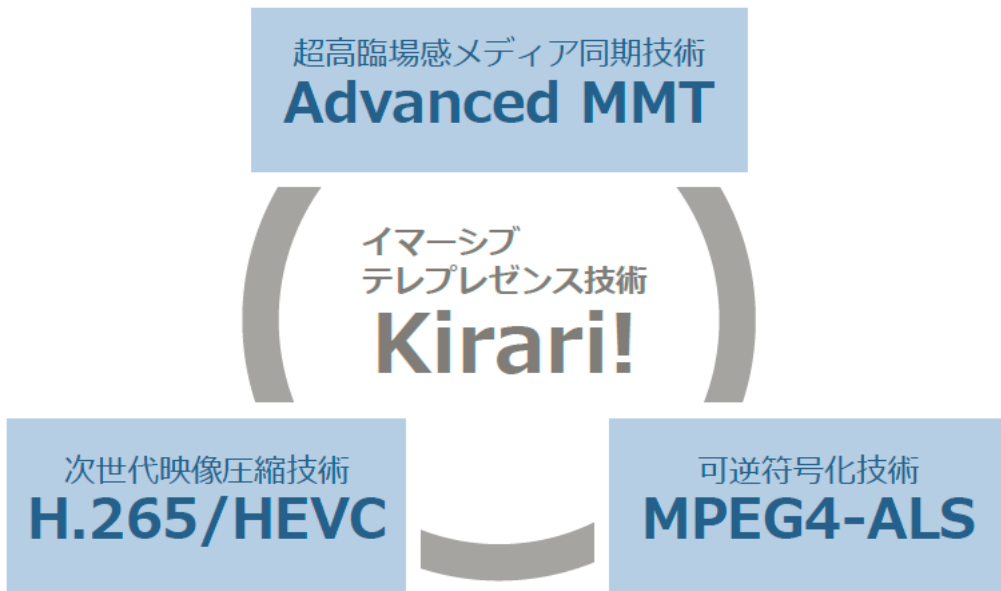 超高臨場感メディア同期技術
Advanced MMT
イマーシブ
テレプレゼンス技術
Kirari!
次世代映像圧縮技術
H.265/HEVC
可逆符号化技術
MPEG4-ALS